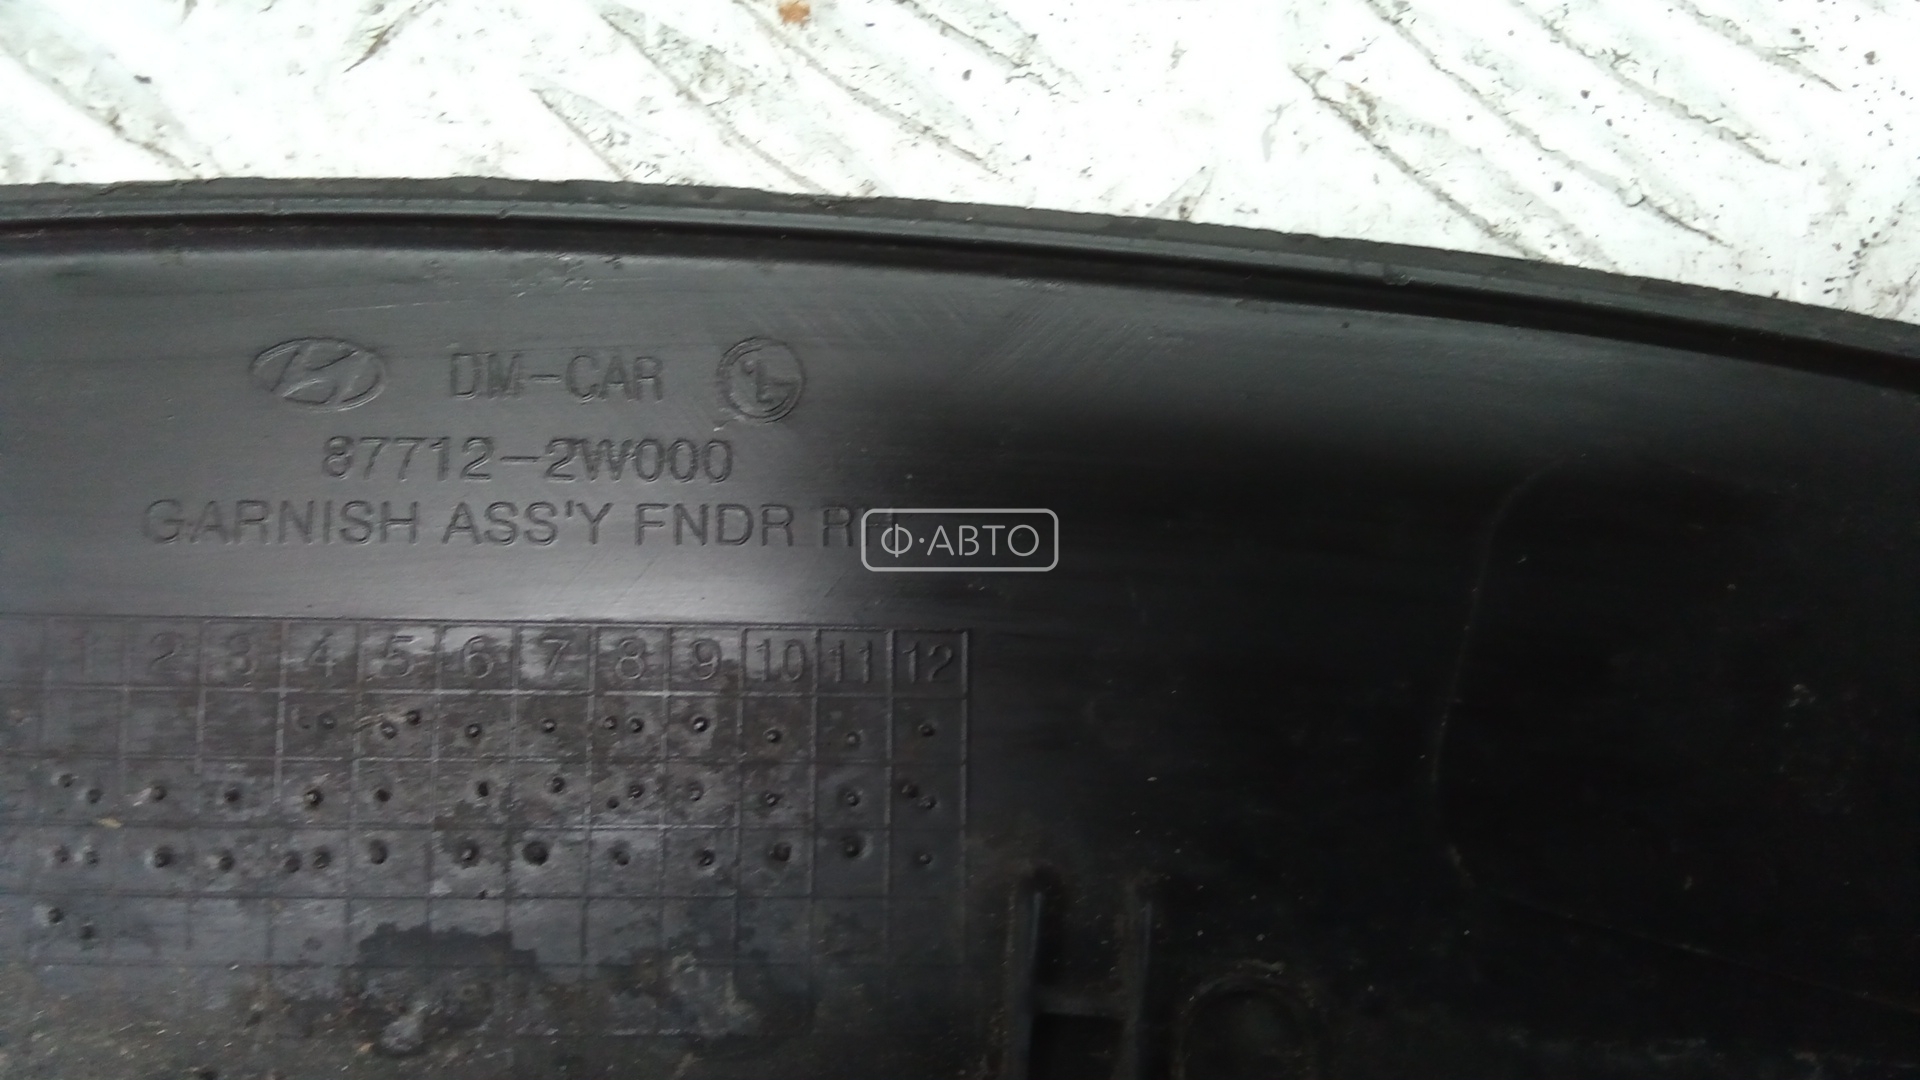 DM-CAR
87712-2W000
GARNISH ASS'Y FNDR RH
Ф·АВТО
1 2 3 4 5 6 7 8 9 10 11 12